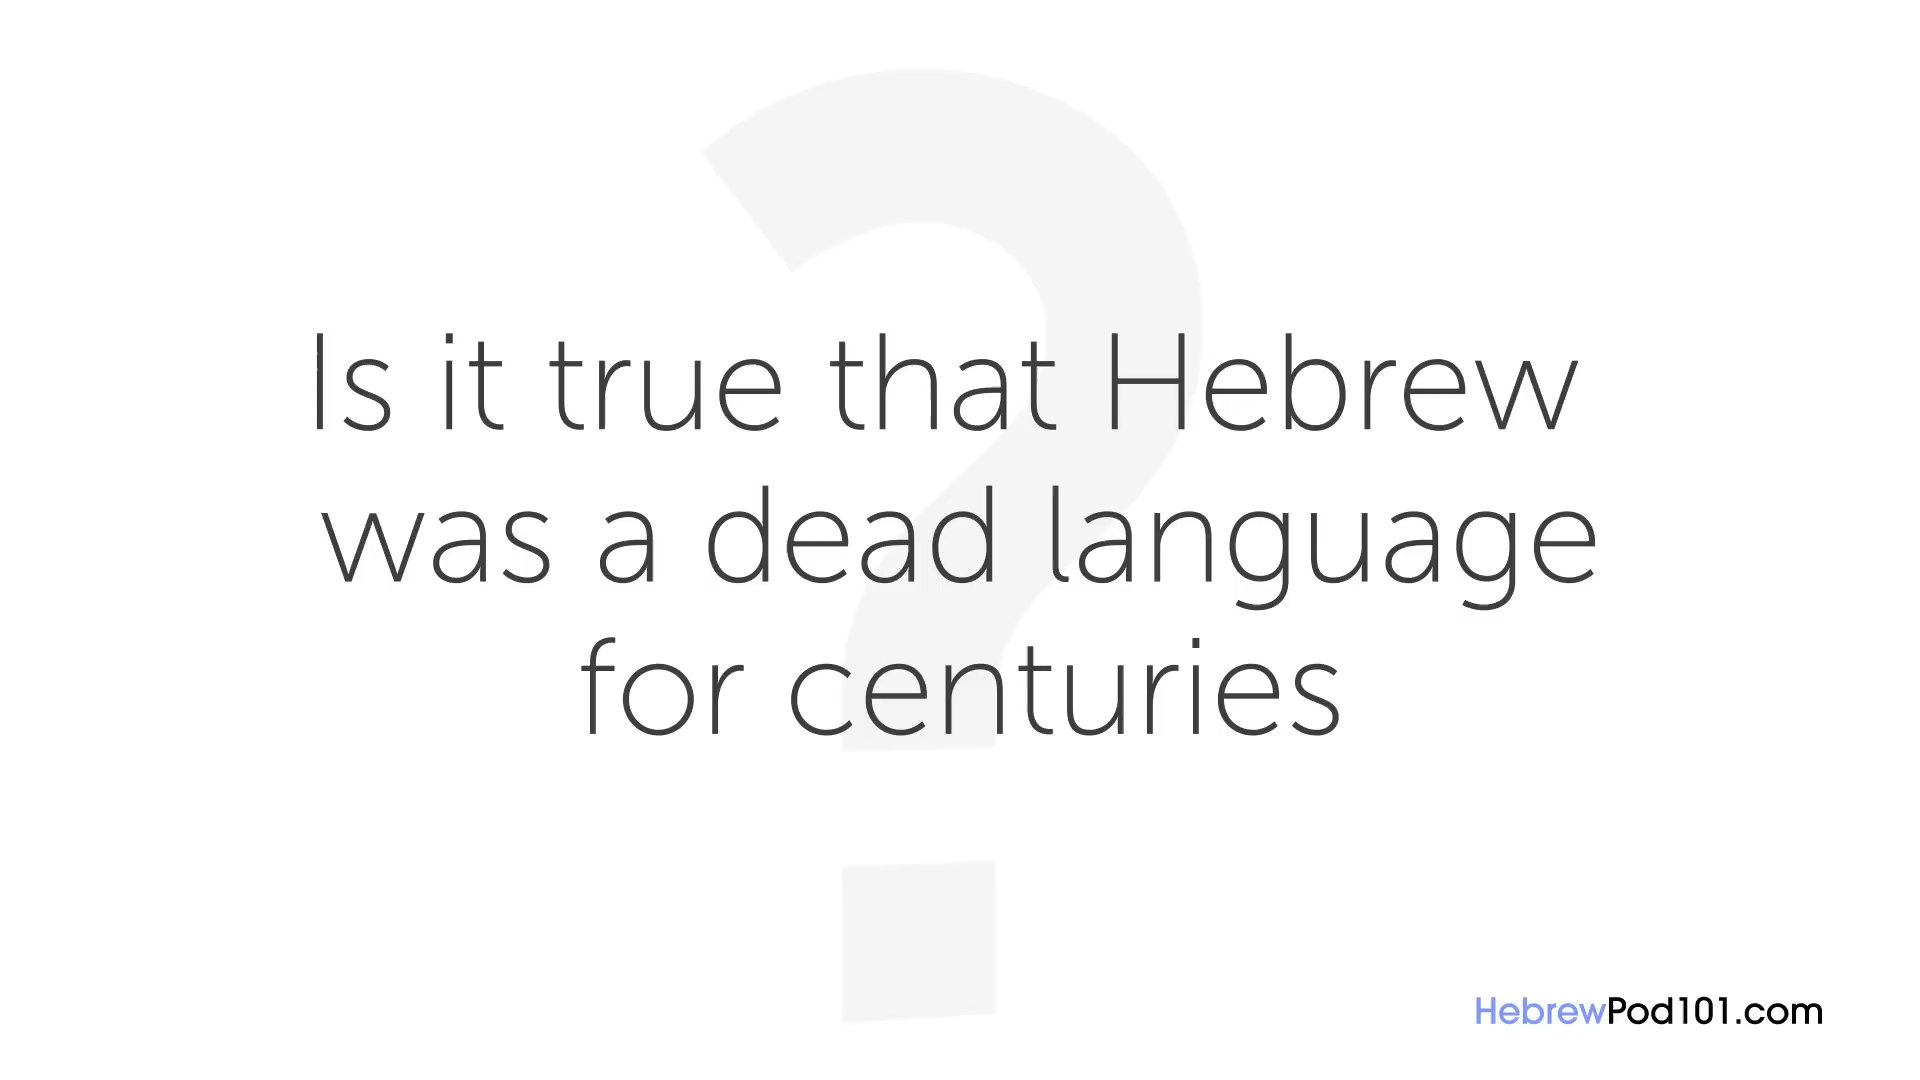 Is it true that Hebrew
was a dead language
for centuries
HebrewPod101.com